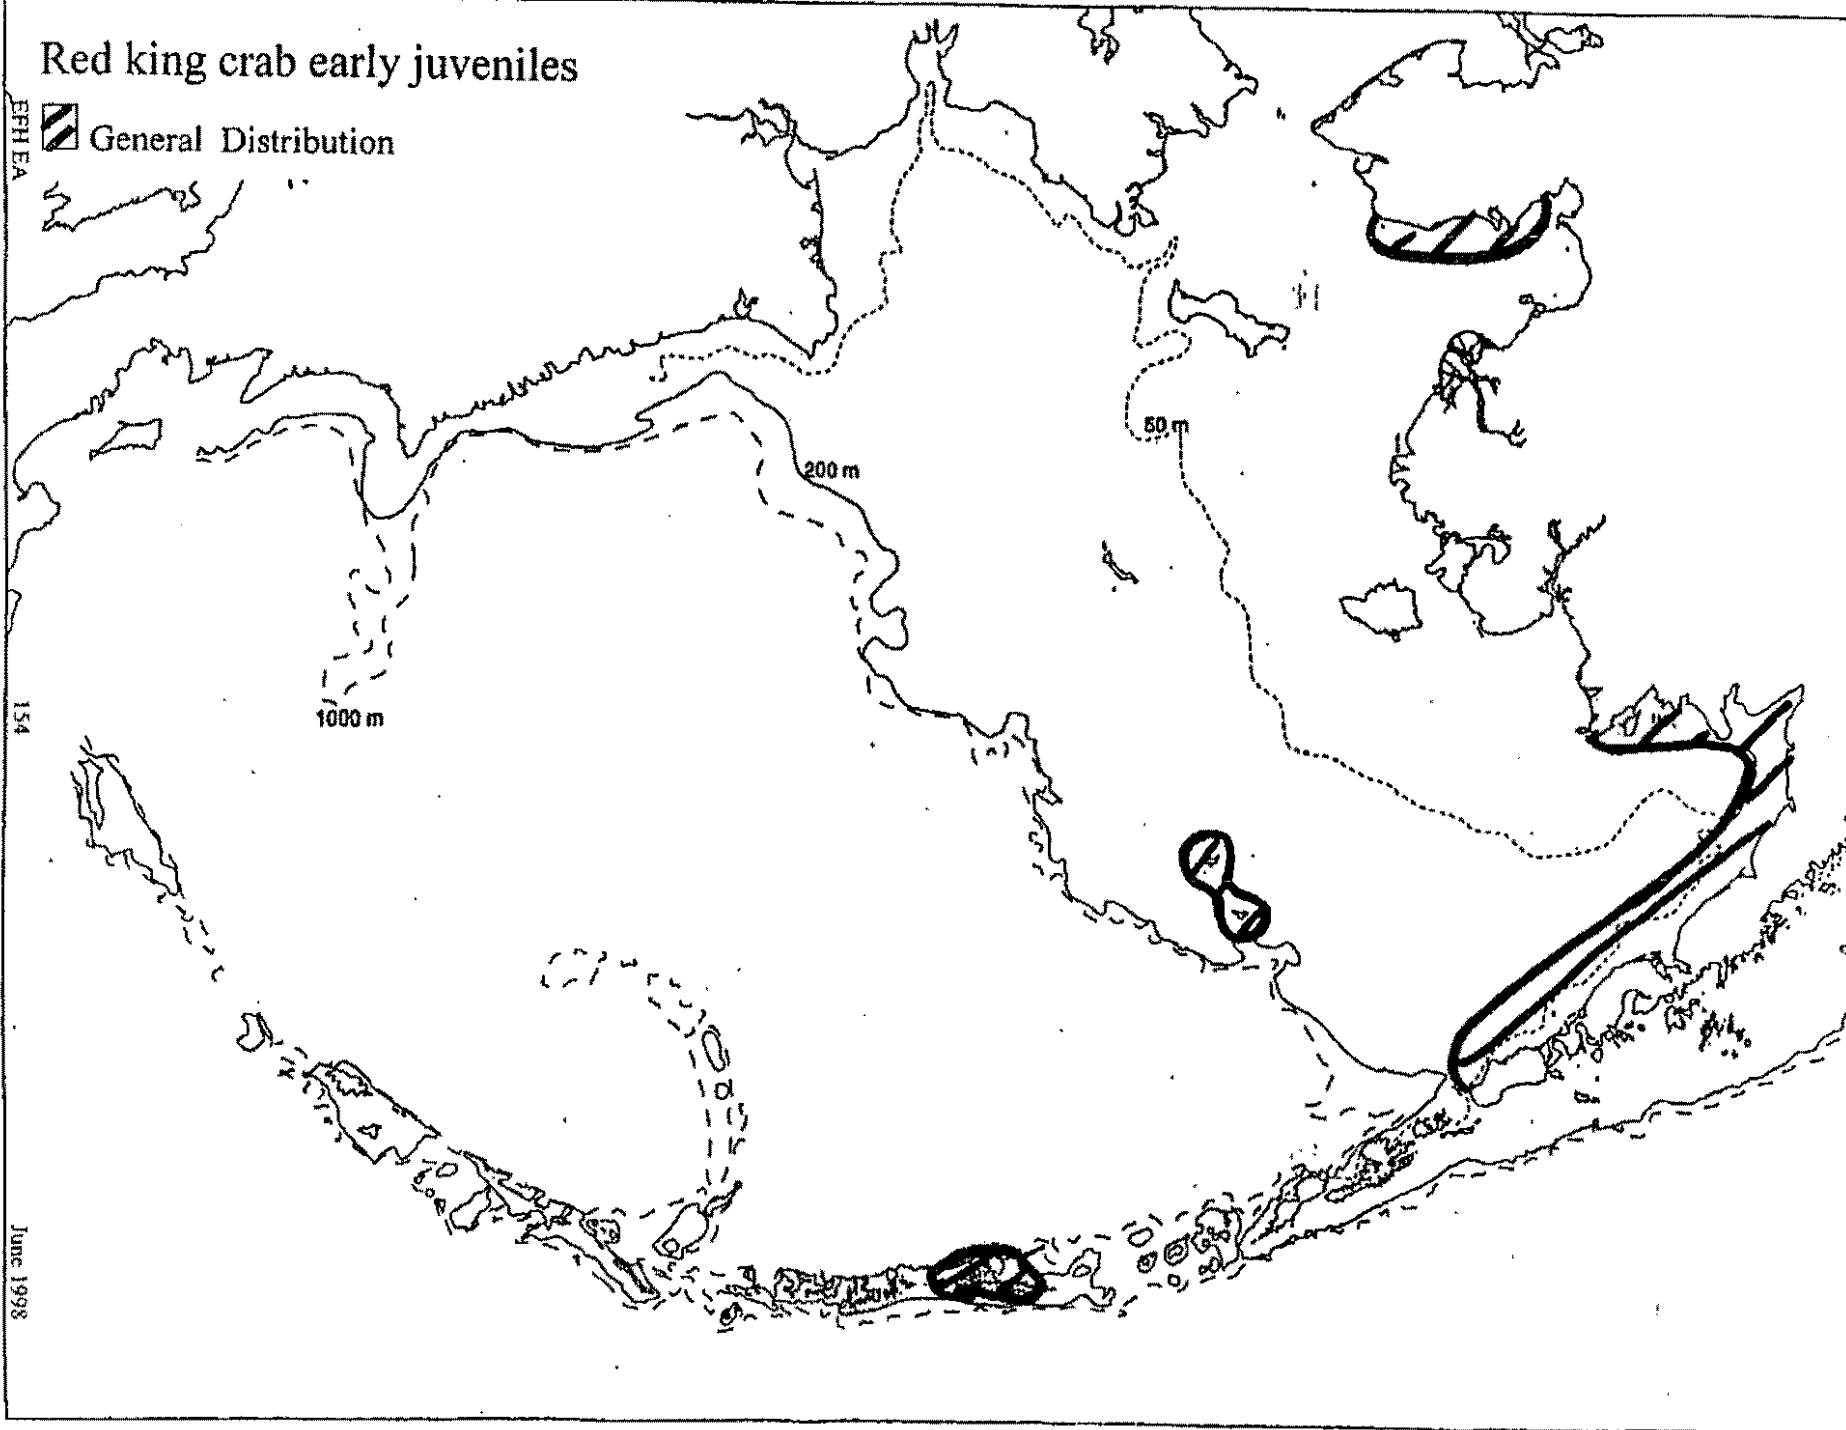 Red king crab early juveniles
General Distribution
EFH EA
50 m
200 m
1000 m
154
June 1998